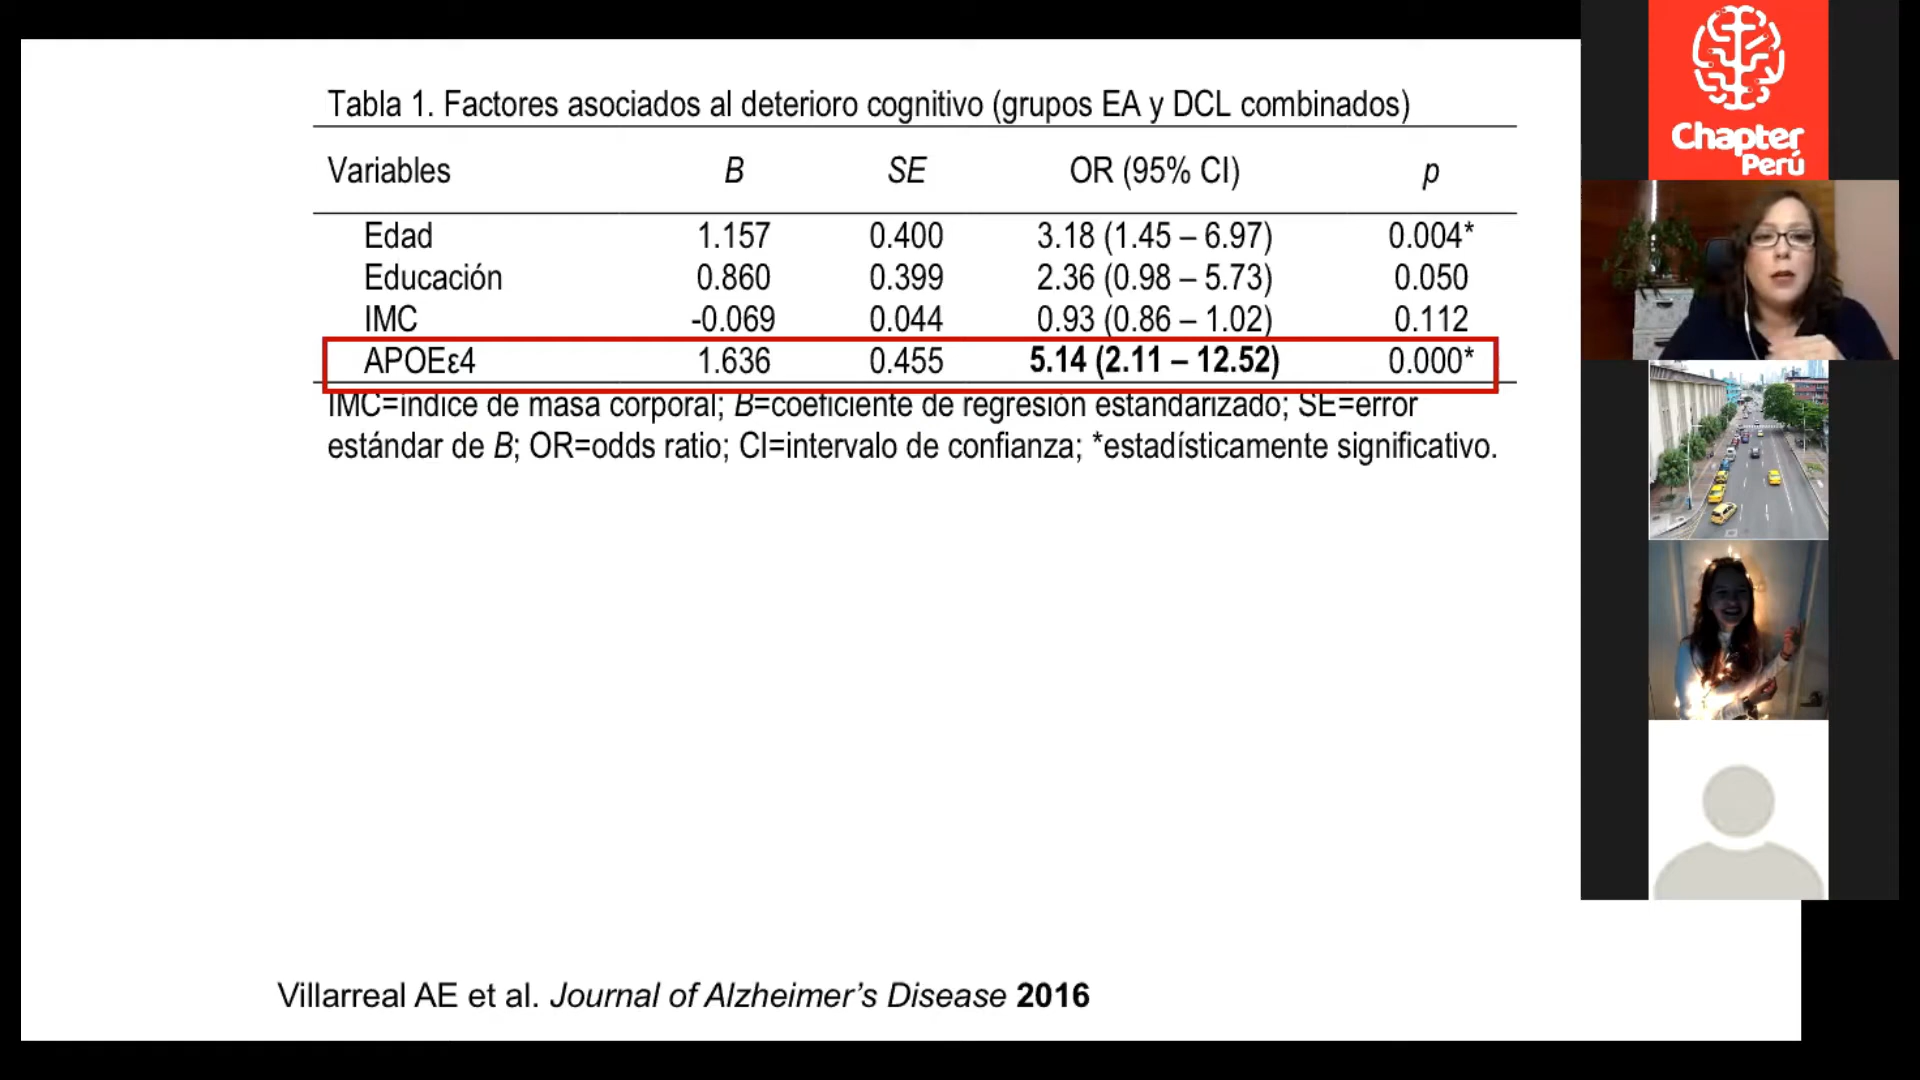 Tabla 1. Factores asociados al deterioro cognitivo (grupos EA y DCL combinados)
Variables B SE OR (95% CI) p
Edad 1.157 0.400 3.18 (1.45 – 6.97) 0.004*
Educación 0.860 0.399 2.36 (0.98 – 5.73) 0.050
IMC -0.069 0.044 0.93 (0.86 – 1.02) 0.112
APOEε4 1.636 0.455 5.14 (2.11 – 12.52) 0.000*
IMC=índice de masa corporal; B=coeficiente de regresión estandarizado; SE=error
estándar de B; OR=odds ratio; CI=intervalo de confianza; *estadísticamente significativo.
Villarreal AE et al. Journal of Alzheimer’s Disease 2016
Chapter
Perú